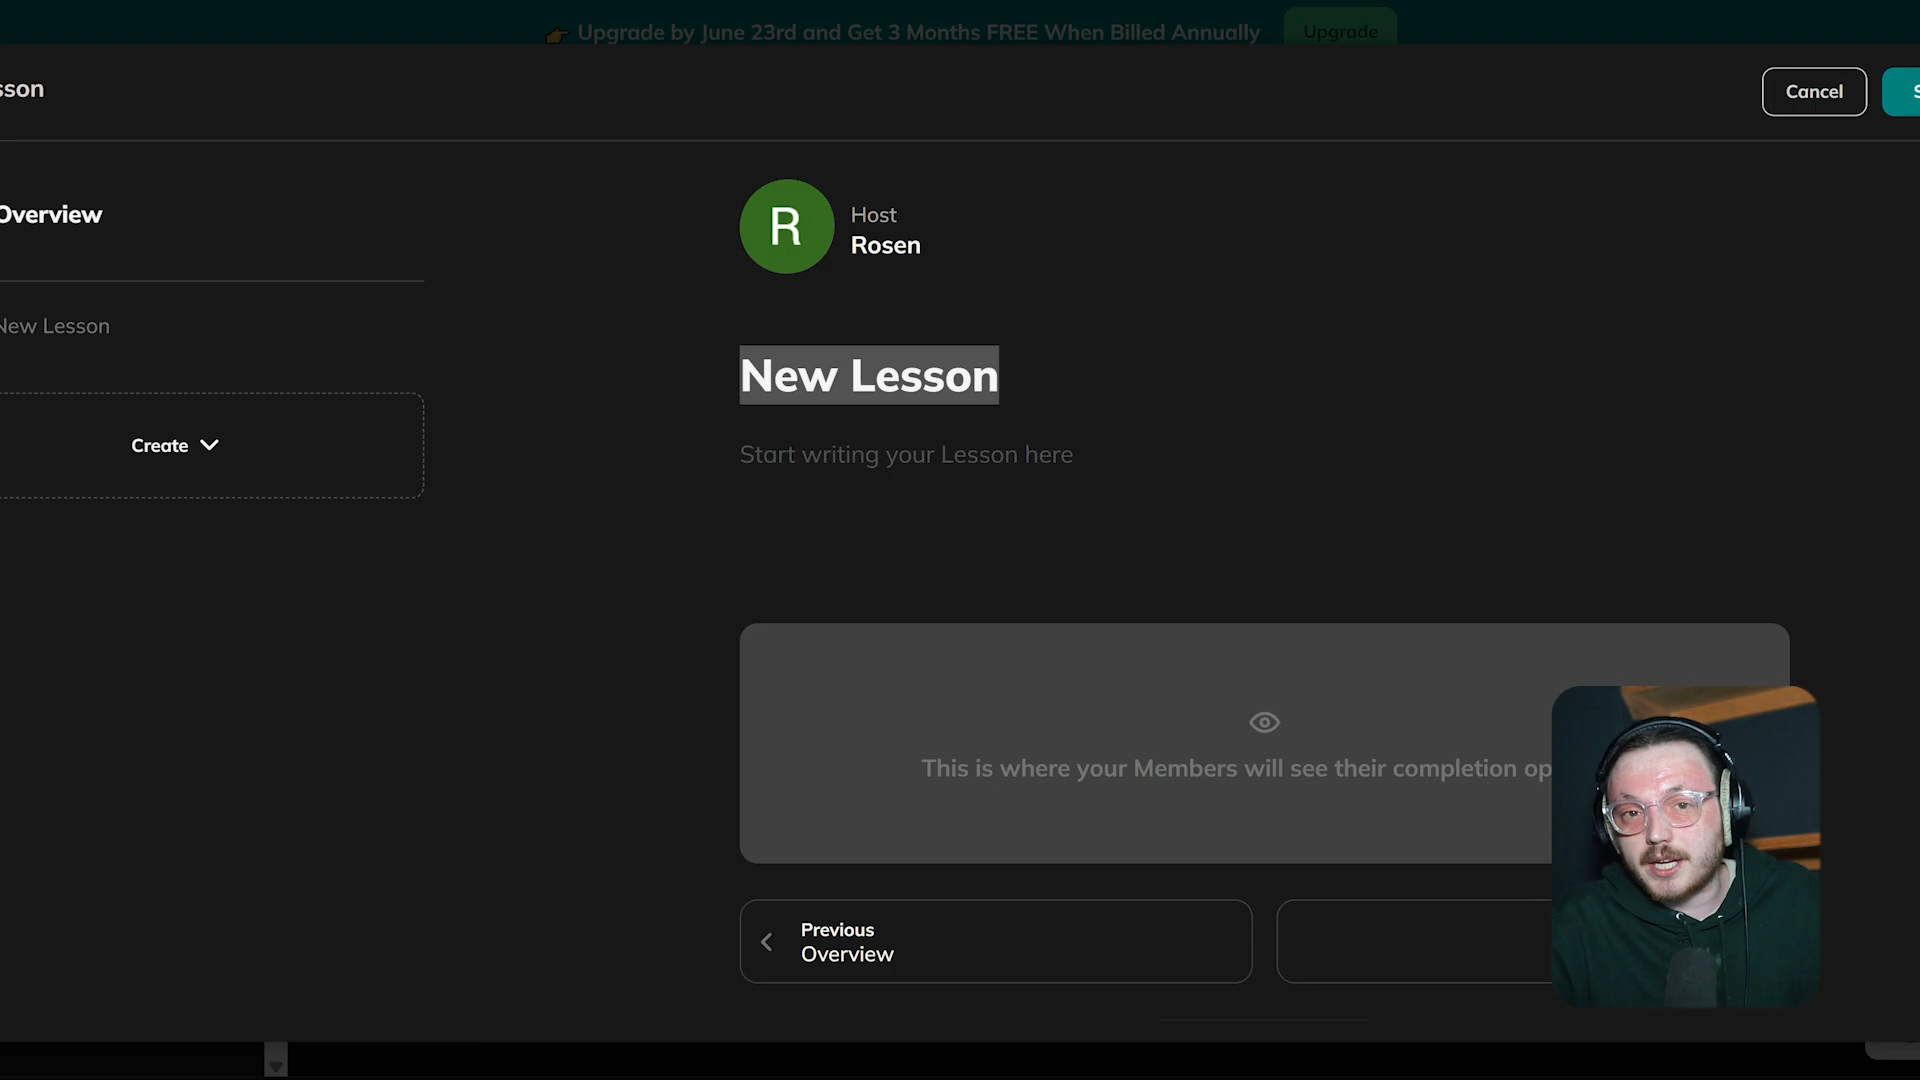 Upgrade by June 23rd and Get 3 Months FREE When Billed Annually
Upgrade
Cancel
Overview
Host
R
Rosen
New Lesson
New Lesson
Create
Start writing your Lesson here
This is where your Members will see their completion
Previous
Overview